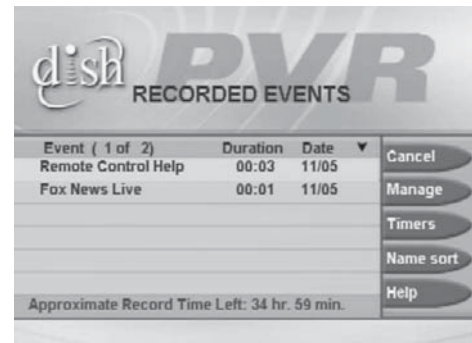 dish PVR
RECORDED EVENTS
Event ( 1 of 2) Duration Date
Remote Control Help 00:03 11/05
Fox News Live 00:01 11/05
Approximate Record Time Left: 34 hr. 59 min.
Cancel
Manage
Timers
Name sort
Help